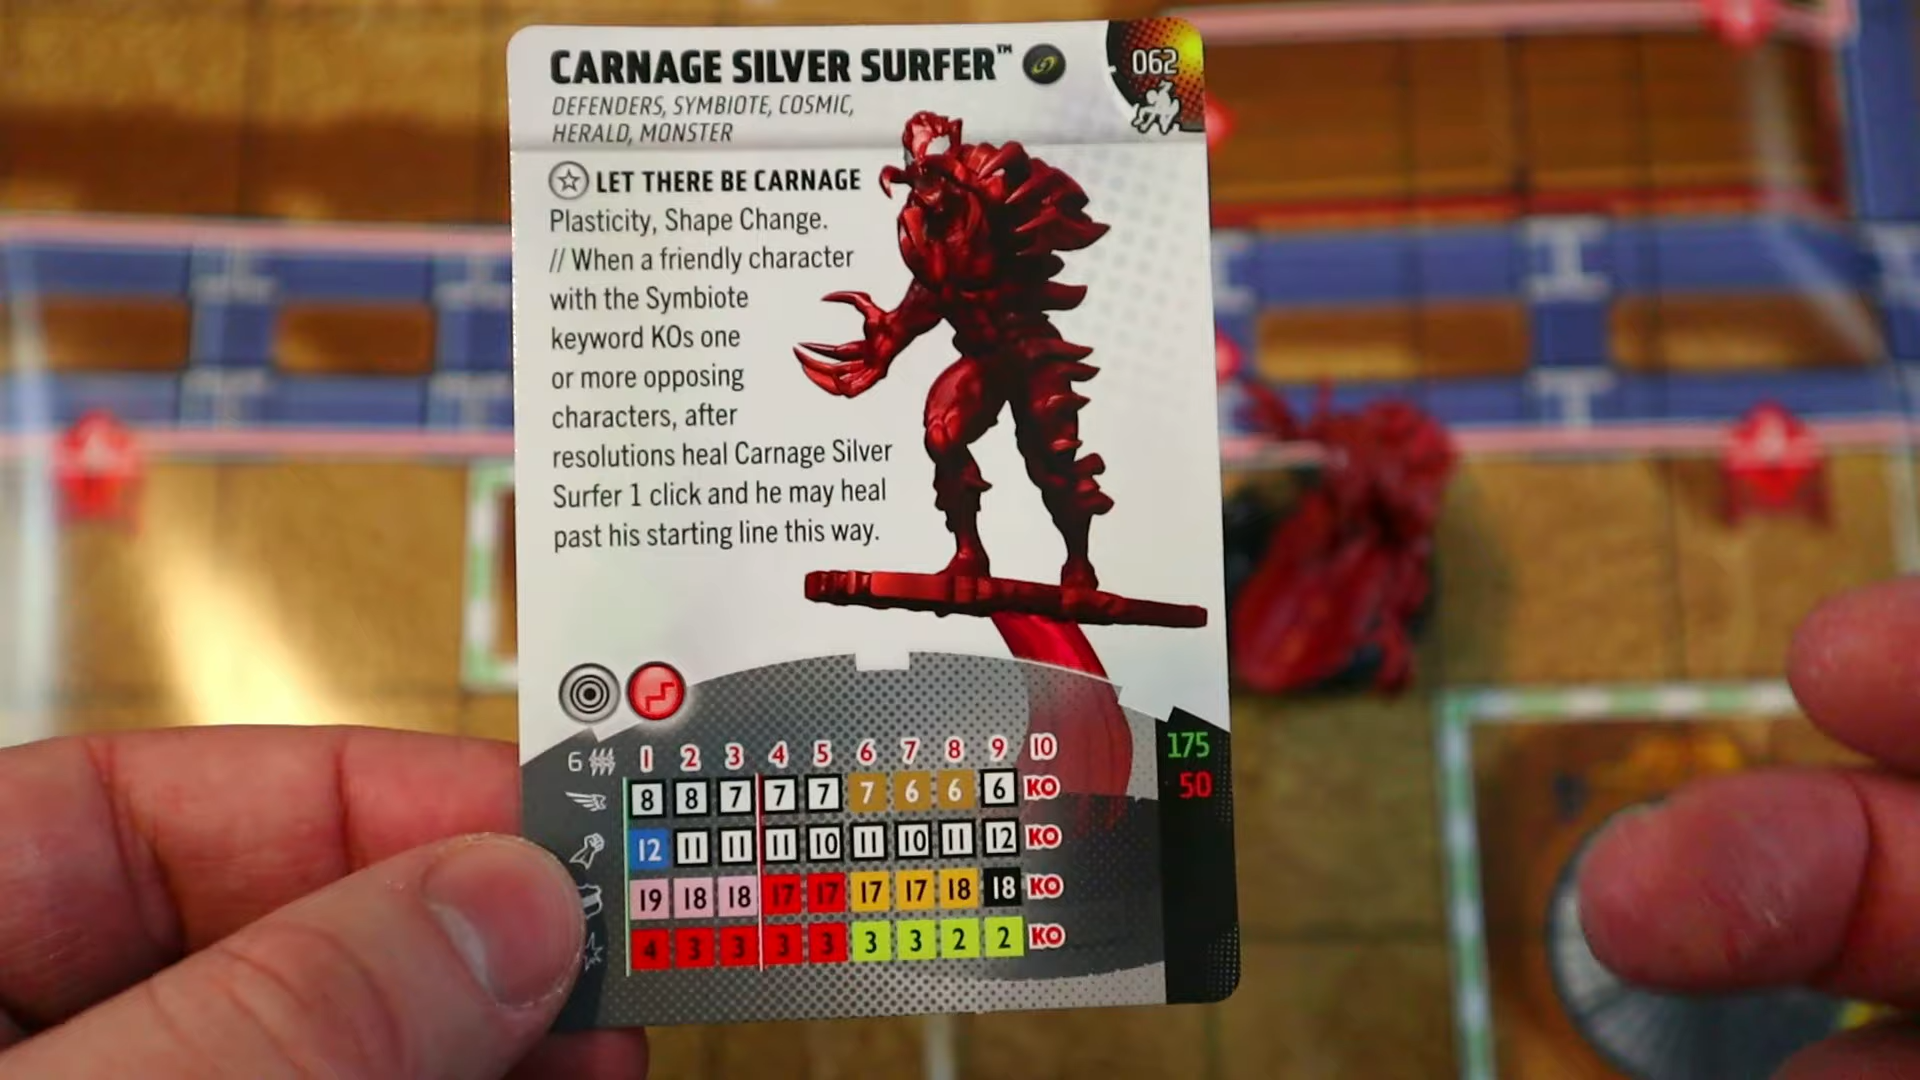 CARNAGE SILVER SURFER™
062
DEFENDERS, SYMBIOTE, COSMIC,
HERALD, MONSTER
LET THERE BE CARNAGE
Plasticity, Shape Change.
// When a friendly character
with the Symbiote
keyword KOs one
or more opposing
characters, after
resolutions heal Carnage Silver
Surfer 1 click and he may heal
past his starting line this way.
175
50
6 1 2 3 4 5 6 7 8 9 10
8 8 7 7 7 7 6 6 6 KO
12 11 11 11 10 11 10 11 12 KO
19 18 18 17 17 17 17 18 18 KO
4 3 3 3 3 3 3 2 2 KO